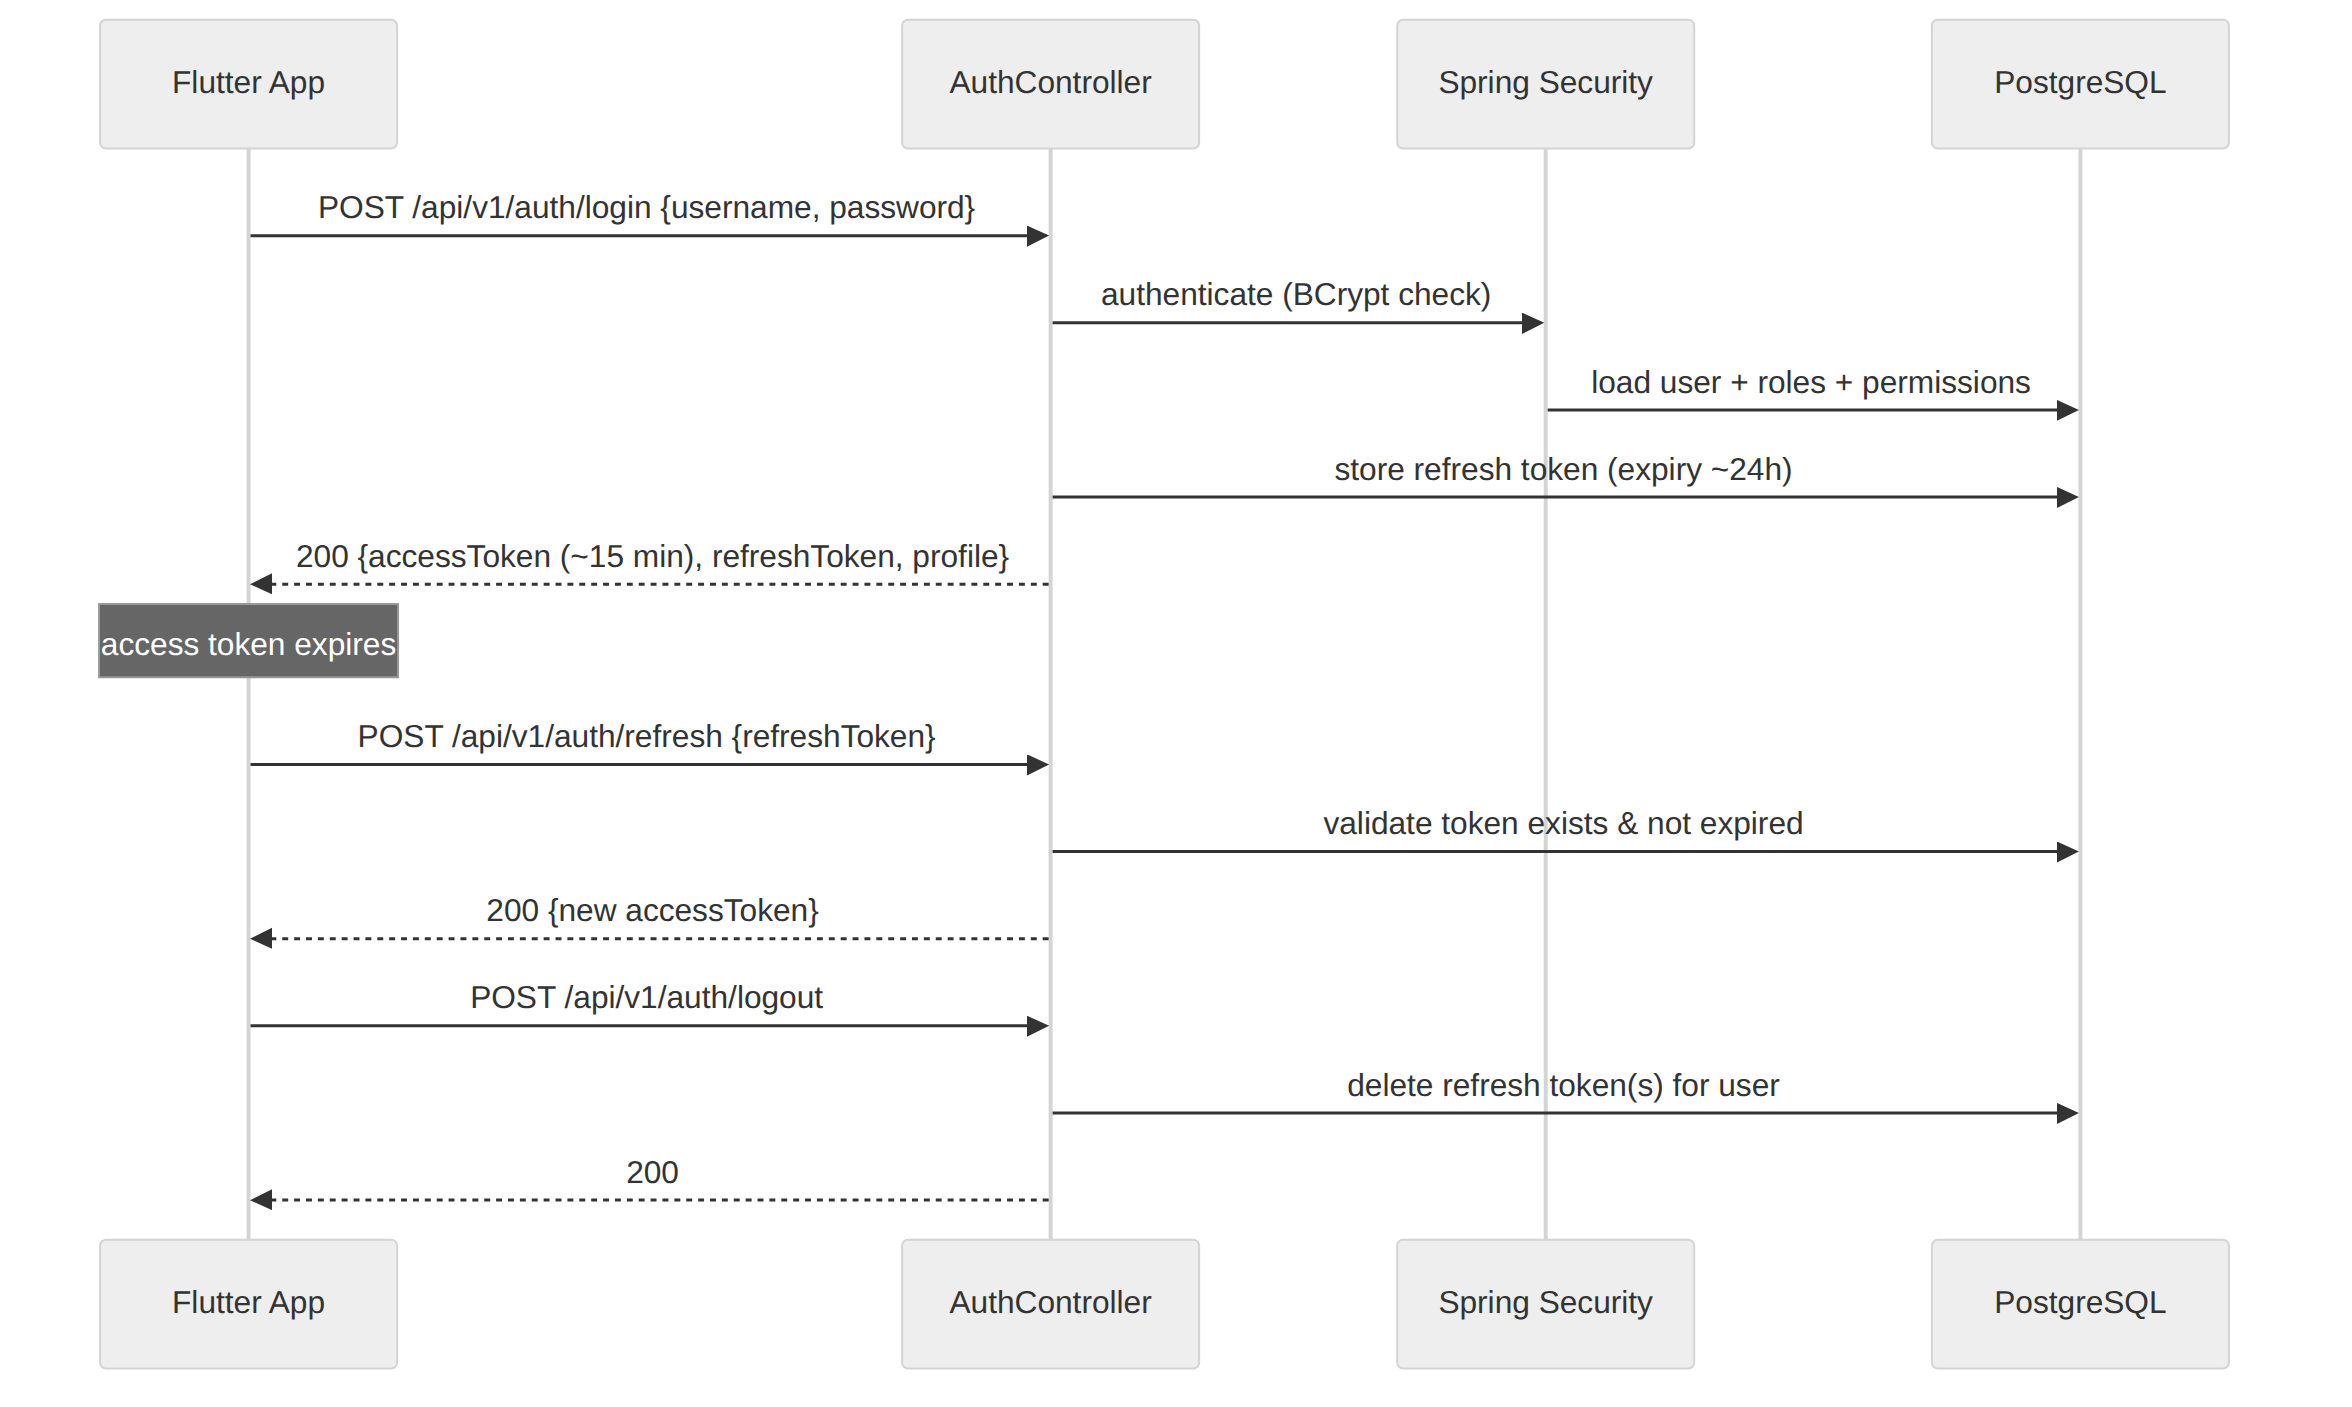 Flutter App
AuthController
Spring Security
PostgreSQL
POST /api/v1/auth/login {username, password}
authenticate (BCrypt check)
load user + roles + permissions
store refresh token (expiry ~24h)
200 {accessToken (~15 min), refreshToken, profile}
access token expires
POST /api/v1/auth/refresh {refreshToken}
validate token exists & not expired
200 {new accessToken}
POST /api/v1/auth/logout
delete refresh token(s) for user
200
Flutter App
AuthController
Spring Security
PostgreSQL